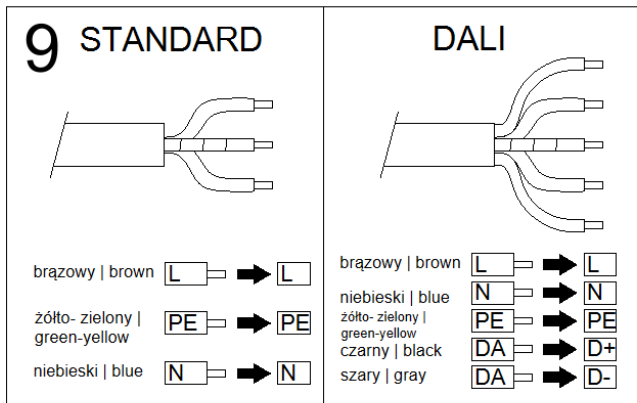 9 STANDARD
brązowy | brown L L
żółto- zielony |
green-yellow PE PE
niebieski | blue N N
DALI
brązowy | brown L L
niebieski | blue N N
żółto- zielony |
green-yellow PE PE
czarny | black DA D+
szary | gray DA D-